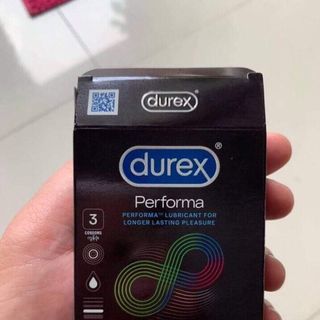 durex
durex
Performa
PERFORMA™ LUBRICANT FOR
LONGER LASTING PLEASURE
3
CONDOMS